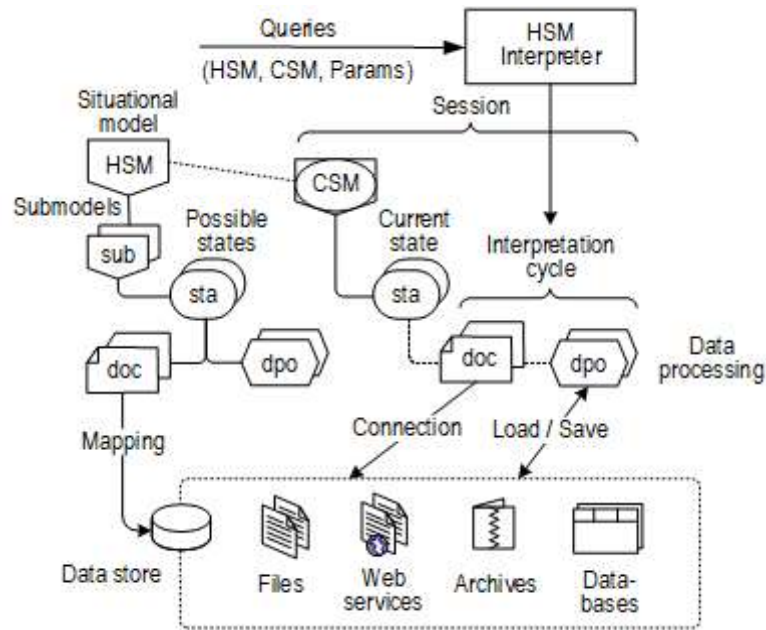 Queries
(HSM, CSM, Params)
HSM
Interpreter
Situational
model
HSM
Session
CSM
Submodels
sub
Possible
states
sta
Current
state
sta
Interpretation
cycle
doc
dpo
doc
dpo
Data
processing
Mapping
Connection
Load / Save
Data store
Files
Web
services
Archives
Data-
bases